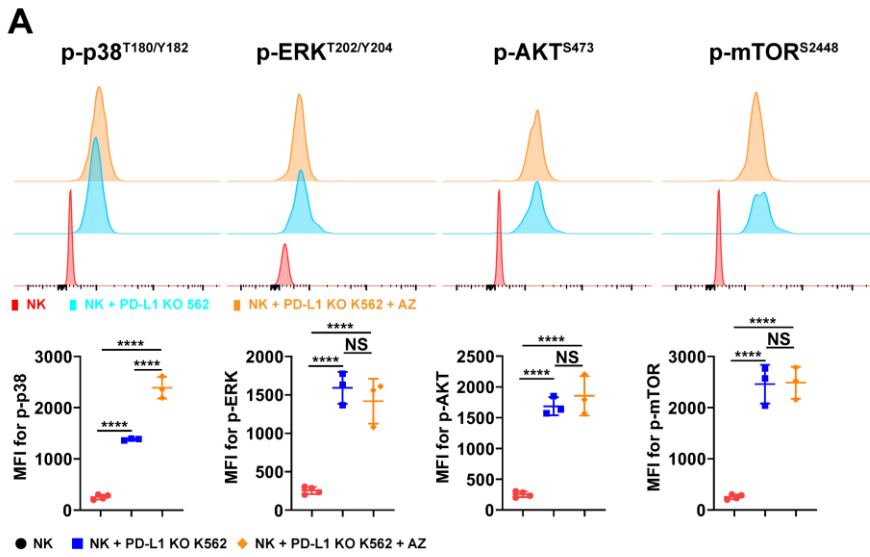 A
p-p38T180/Y182 p-ERKT202/Y204 p-AKTS473 p-mTORS2448
NK NK + PD-L1 KO 562 NK + PD-L1 KO K562 + AZ
MFI for p-p38
3000
2000
1000
0
****
****
****
MFI for p-ERK
2000
1500
1000
500
0
****
NS
****
MFI for p-AKT
2500
2000
1500
1000
500
0
****
NS
****
MFI for p-mTOR
3000
2000
1000
0
****
NS
****
NK NK + PD-L1 KO K562 NK + PD-L1 KO K562 + AZ